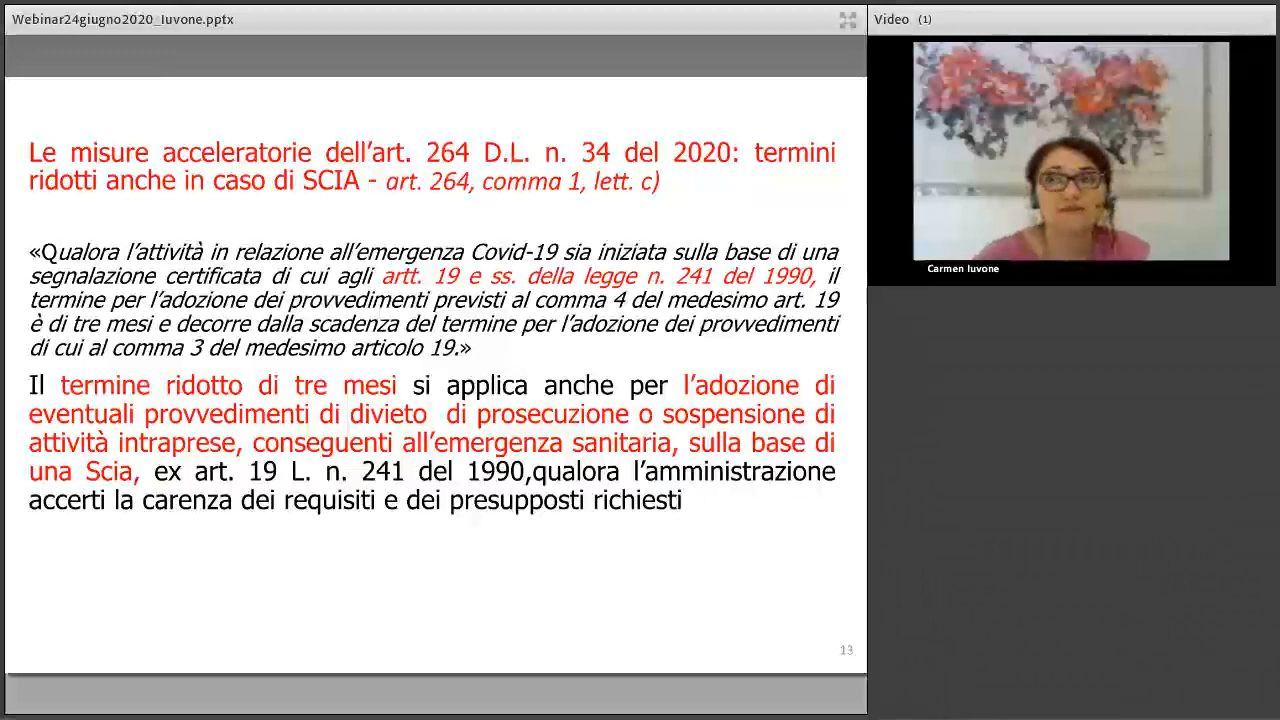 Webinar24giugno2020_Iuvone.pptx
Video (1)
Carmen Iuvone
Le misure acceleratorie dell’art. 264 D.L. n. 34 del 2020: termini
ridotti anche in caso di SCIA - art. 264, comma 1, lett. c)
«Qualora l’attività in relazione all’emergenza Covid-19 sia iniziata sulla base di una
segnalazione certificata di cui agli artt. 19 e ss. della legge n. 241 del 1990, il
termine per l’adozione dei provvedimenti previsti al comma 4 del medesimo art. 19
è di tre mesi e decorre dalla scadenza del termine per l’adozione dei provvedimenti
di cui al comma 3 del medesimo articolo 19.»
Il termine ridotto di tre mesi si applica anche per l’adozione di
eventuali provvedimenti di divieto di prosecuzione o sospensione di
attività intraprese, conseguenti all’emergenza sanitaria, sulla base di
una Scia, ex art. 19 L. n. 241 del 1990,qualora l’amministrazione
accerti la carenza dei requisiti e dei presupposti richiesti
13